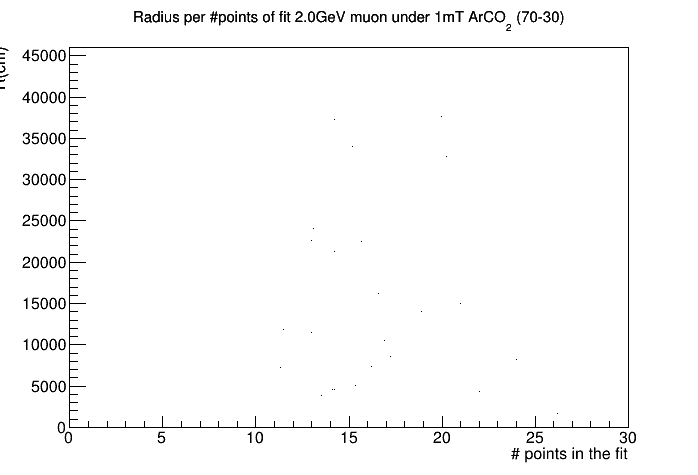 Radius per #points of fit 2.0GeV muon under 1mT ArCO2 (70-30)
R(cm)
45000
40000
35000
30000
25000
20000
15000
10000
5000
0
0 5 10 15 20 25 30
# points in the fit